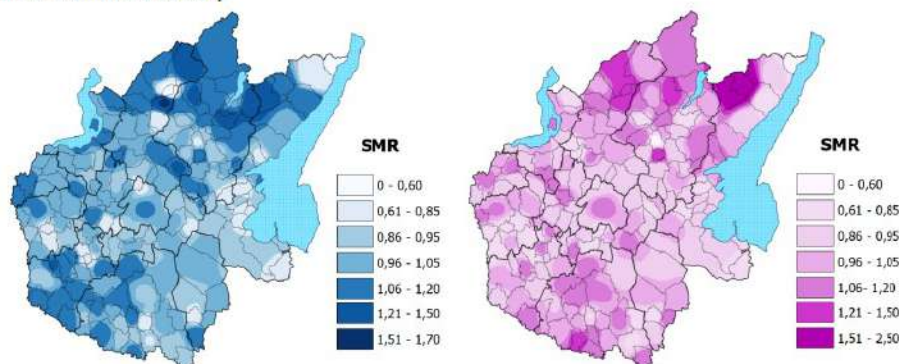 SMR
0 - 0,60
0,61 - 0,85
0,86 - 0,95
0,96 - 1,05
1,06 - 1,20
1,21 - 1,50
1,51 - 1,70
SMR
0 - 0,60
0,61 - 0,85
0,86 - 0,95
0,96 - 1,05
1,06- 1,20
1,21 - 1,50
1,51 - 2,50